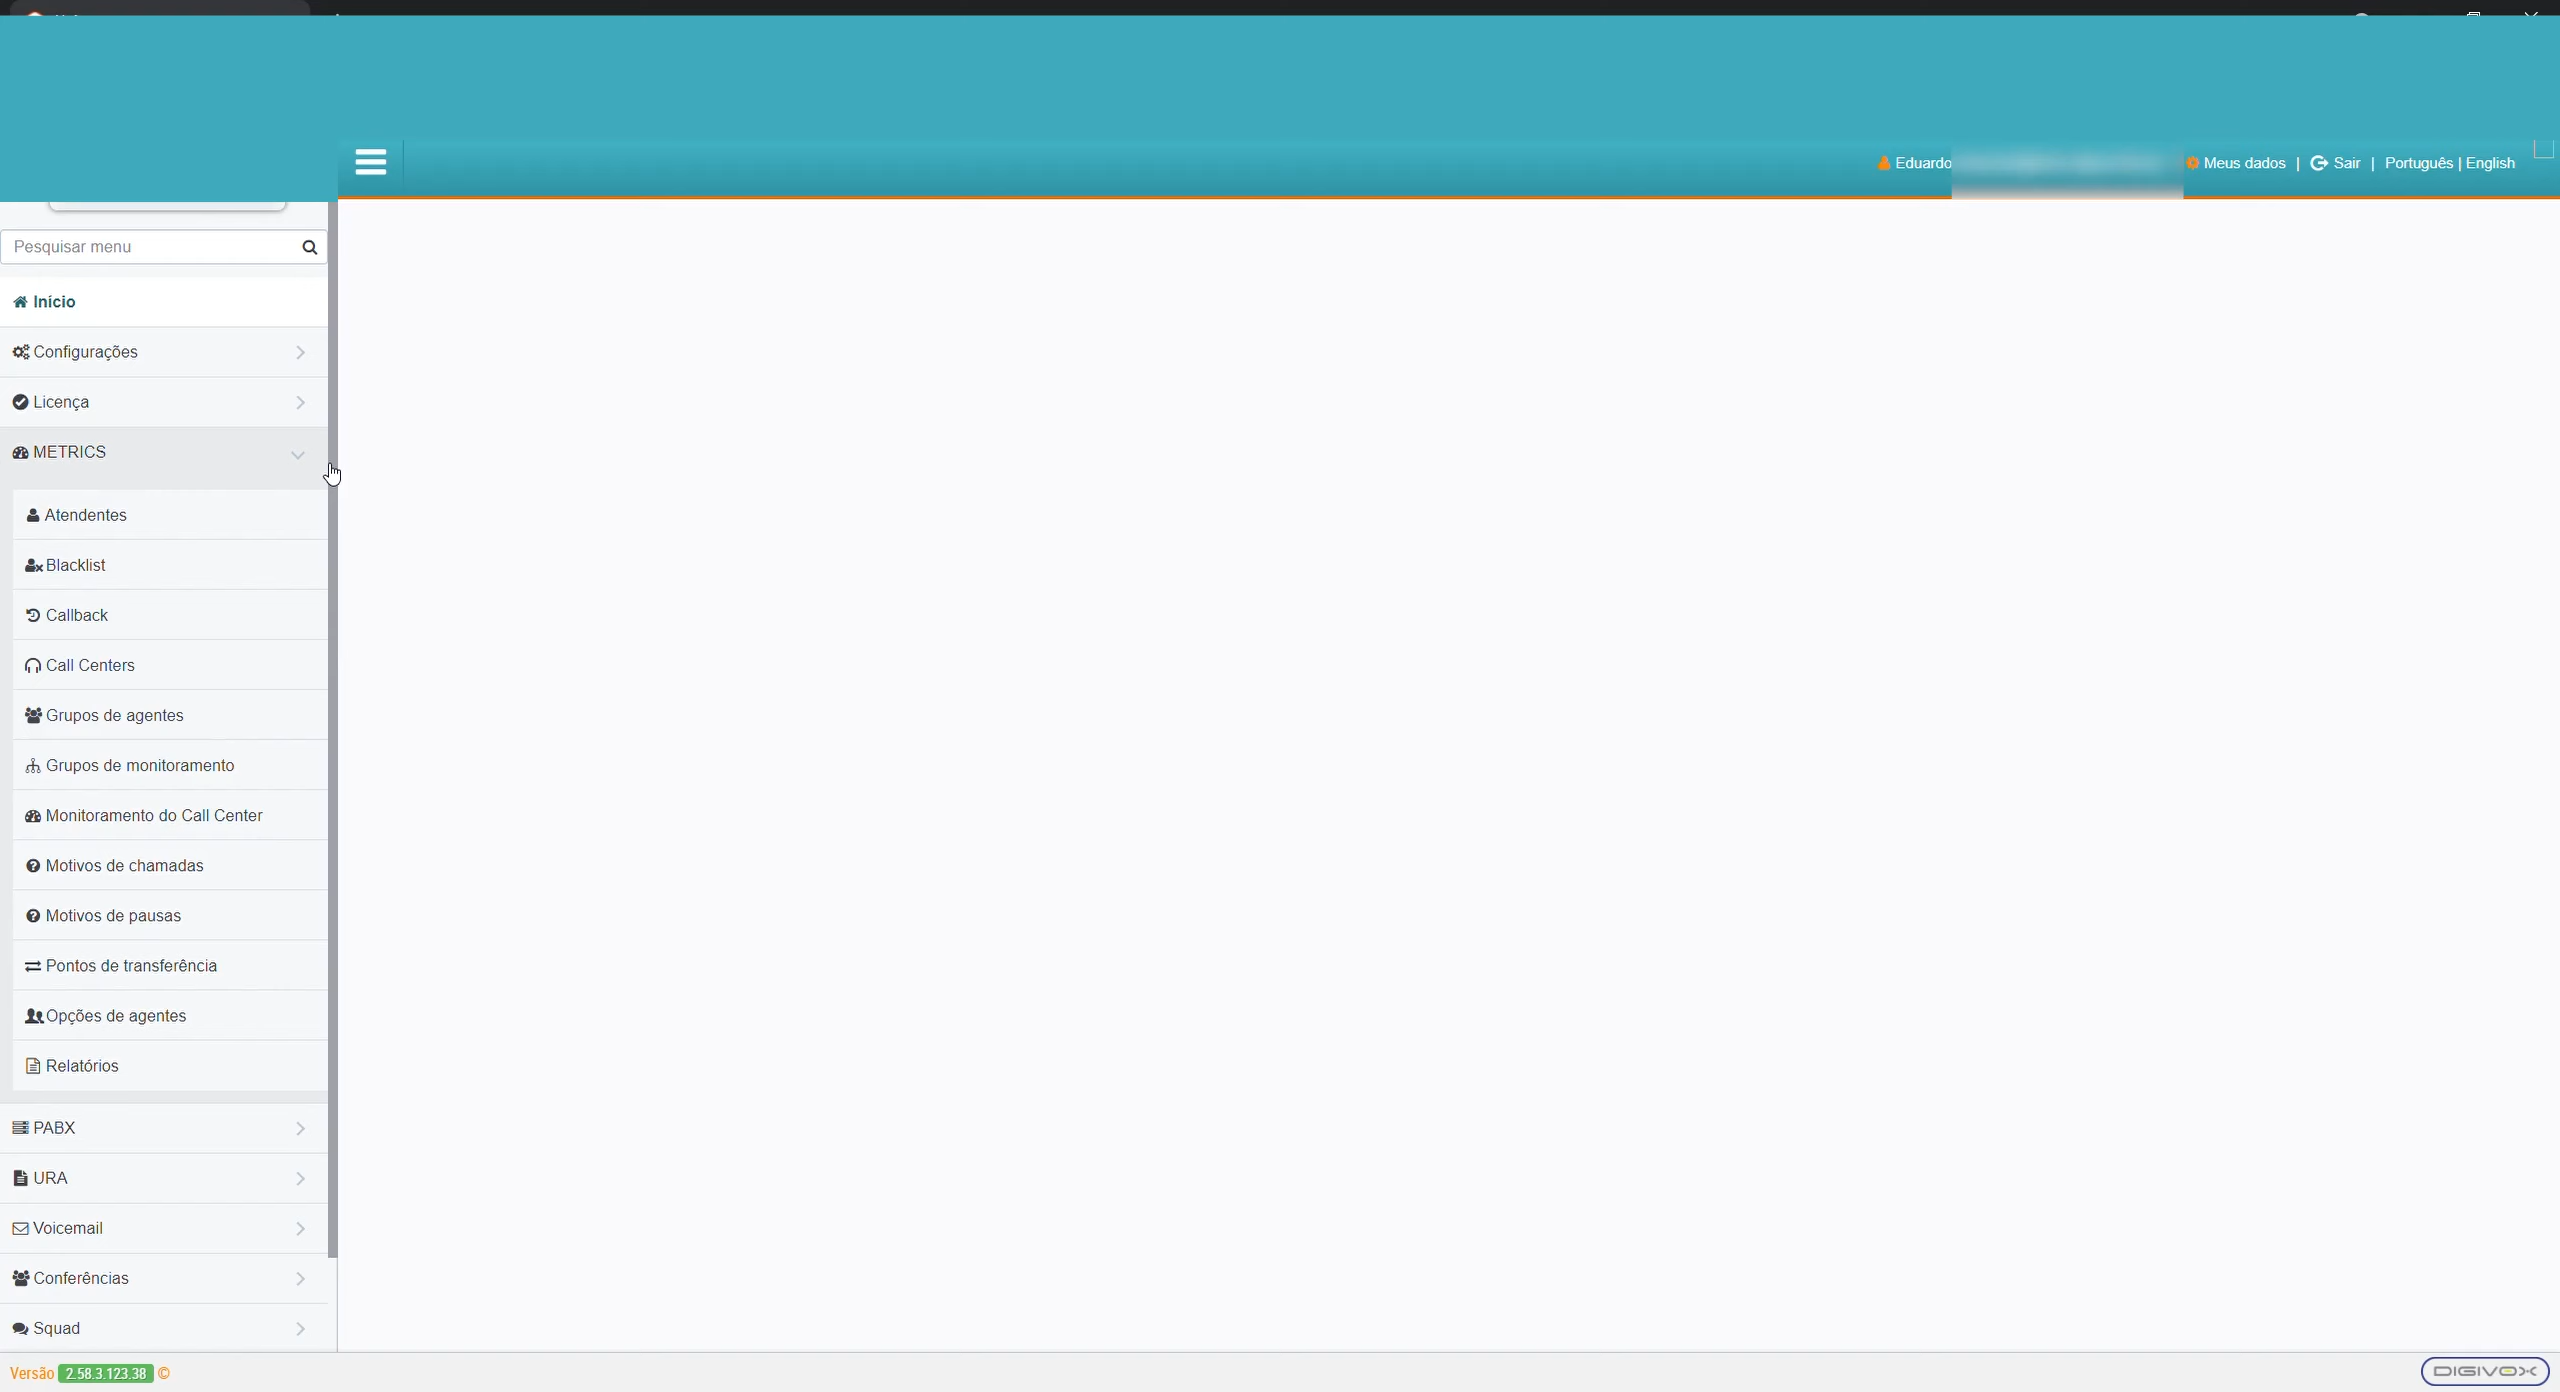 Eduardo
Meus dados | Sair | Português | English
Pesquisar menu
Início
Configurações
Licença
METRICS
Atendentes
Blacklist
Callback
Call Centers
Grupos de agentes
Grupos de monitoramento
Monitoramento do Call Center
Motivos de chamadas
Motivos de pausas
Pontos de transferência
Opções de agentes
Relatórios
PABX
URA
Voicemail
Conferências
Squad
Versão 2.58.3.123.38 ©
DIGIVOX